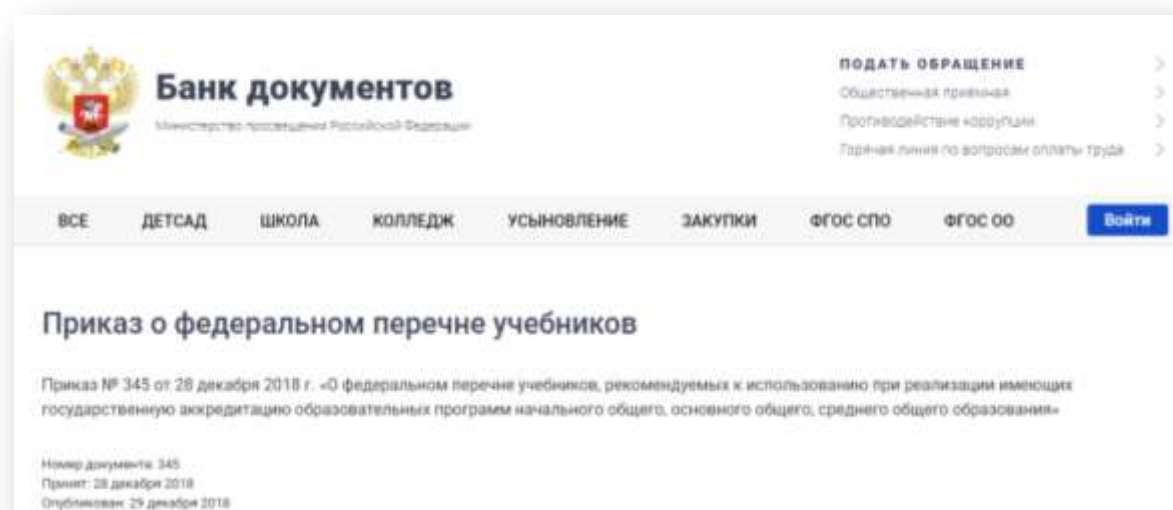 Банк документов
Министерство просвещения Российской Федерации
ПОДАТЬ ОБРАЩЕНИЕ
Общественная приёмная
Противодействие коррупции
Горячая линия по вопросам оплаты труда
ВСЕ ДЕТСАД ШКОЛА КОЛЛЕДЖ УСЫНОВЛЕНИЕ ЗАКУПКИ ФГОС СПО ФГОС ОО Войти
Приказ о федеральном перечне учебников
Приказ № 345 от 28 декабря 2018 г. «О федеральном перечне учебников, рекомендуемых к использованию при реализации имеющих
государственную аккредитацию образовательных программ начального общего, основного общего, среднего общего образования»
Номер документа: 345
Принят: 28 декабря 2018
Опубликован: 29 декабря 2018